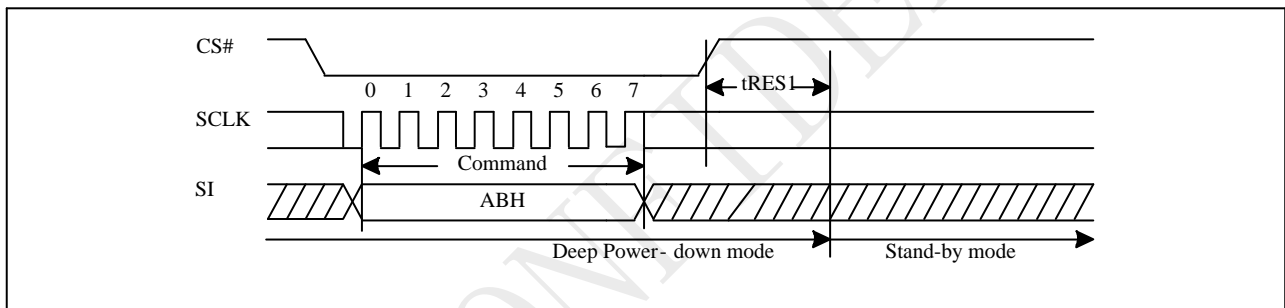 CS#
tRES1
0 1 2 3 4 5 6 7
SCLK
Command
SI
ABH
Deep Power- down mode Stand-by mode